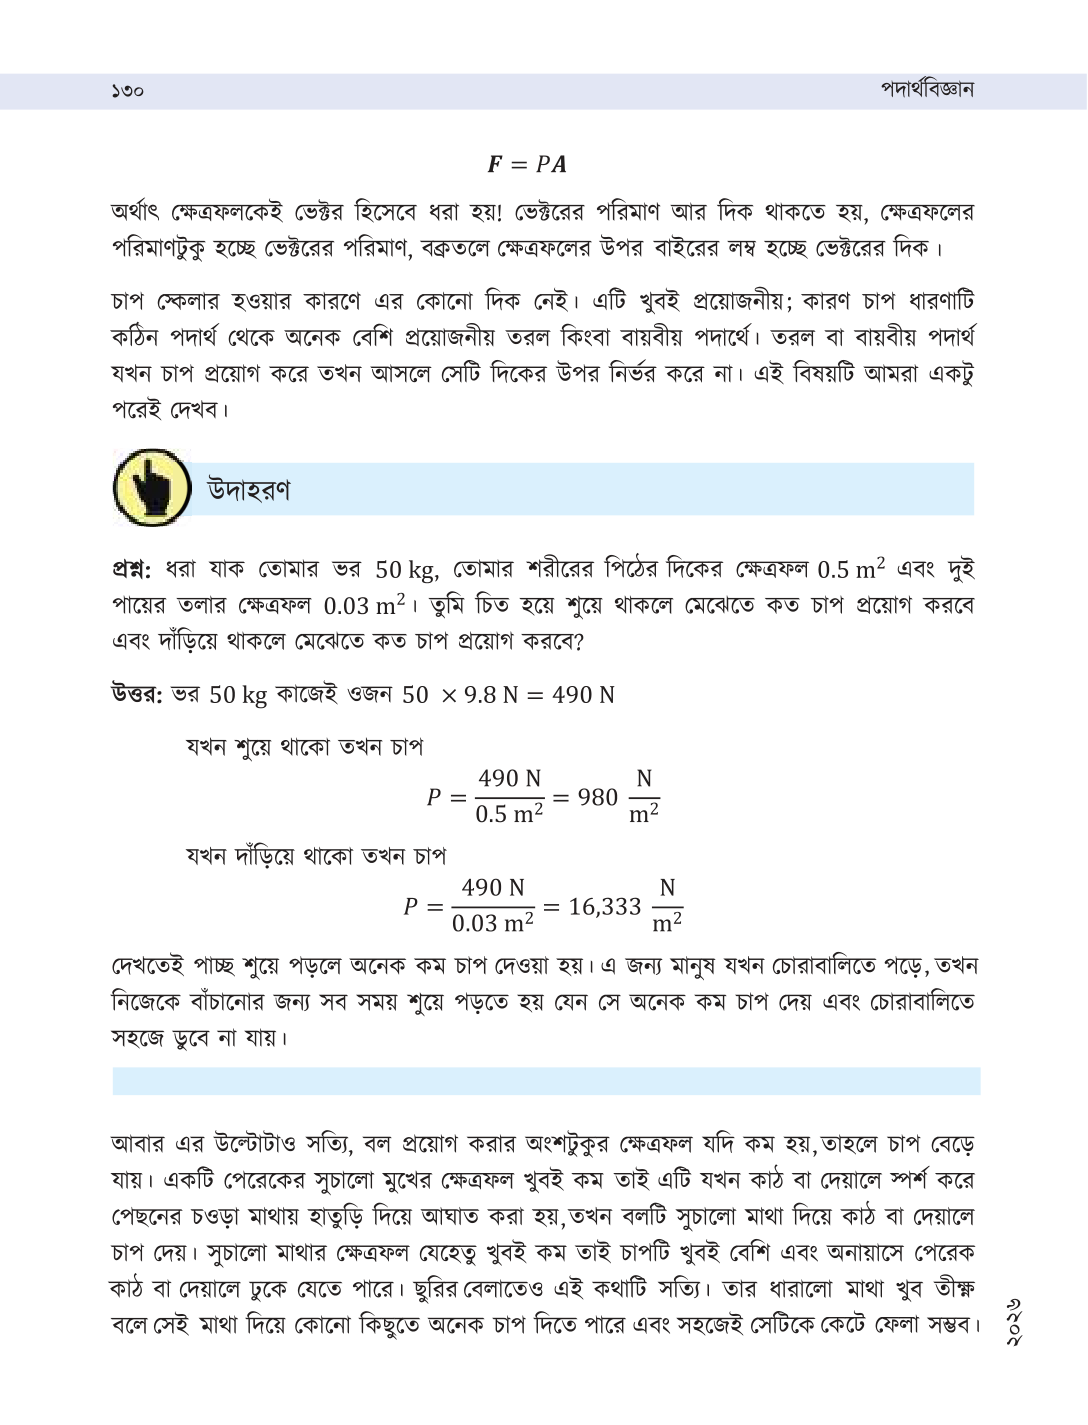 ১৩০ পদার্থবিজ্ঞান
F = PA
অর্থাৎ ক্ষেত্রফলকেই ভেক্টর হিসেবে ধরা হয়! ভেক্টরের পরিমাণ আর দিক থাকতে হয়, ক্ষেত্রফলের
পরিমাণটুকু হচ্ছে ভেক্টরের পরিমাণ, বক্রতলে ক্ষেত্রফলের উপর বাইরের লম্ব হচ্ছে ভেক্টরের দিক।
চাপ স্কেলার হওয়ার কারণে এর কোনো দিক নেই। এটি খুবই প্রয়োজনীয়; কারণ চাপ ধারণাটি
কঠিন পদার্থ থেকে অনেক বেশি প্রয়োজনীয় তরল কিংবা বায়বীয় পদার্থে। তরল বা বায়বীয় পদার্থ
যখন চাপ প্রয়োগ করে তখন আসলে সেটি দিকের উপর নির্ভর করে না। এই বিষয়টি আমরা একটু
পরেই দেখব।
উদাহরণ
প্রশ্ন: ধরা যাক তোমার ভর 50 kg, তোমার শরীরের পিঠের দিকের ক্ষেত্রফল 0.5 m² এবং দুই
পায়ের তলার ক্ষেত্রফল 0.03 m²। তুমি চিত হয়ে শুয়ে থাকলে মেঝেতে কত চাপ প্রয়োগ করবে
এবং দাঁড়িয়ে থাকলে মেঝেতে কত চাপ প্রয়োগ করবে?
উত্তর: ভর 50 kg কাজেই ওজন 50 × 9.8 N = 490 N
যখন শুয়ে থাকো তখন চাপ
P = 490 N / 0.5 m² = 980 N / m²
যখন দাঁড়িয়ে থাকো তখন চাপ
P = 490 N / 0.03 m² = 16,333 N / m²
দেখতেই পাচ্ছ শুয়ে পড়লে অনেক কম চাপ দেওয়া হয়। এ জন্য মানুষ যখন চোরাবালিতে পড়ে, তখন
নিজেকে বাঁচানোর জন্য সব সময় শুয়ে পড়তে হয় যেন সে অনেক কম চাপ দেয় এবং চোরাবালিতে
সহজে ডুবে না যায়।
আবার এর উল্টোটাও সত্যি, বল প্রয়োগ করার অংশটুকুর ক্ষেত্রফল যদি কম হয়, তাহলে চাপ বেড়ে
যায়। একটি পেরেকের সুচালো মুখের ক্ষেত্রফল খুবই কম তাই এটি যখন কাঠ বা দেয়ালে স্পর্শ করে
পেছনের চওড়া মাথায় হাতুড়ি দিয়ে আঘাত করা হয়, তখন বলটি সুচালো মাথা দিয়ে কাঠ বা দেয়ালে
চাপ দেয়। সুচালো মাথার ক্ষেত্রফল যেহেতু খুবই কম তাই চাপটি খুবই বেশি এবং অনায়াসে পেরেক
কাঠ বা দেয়ালে ঢুকে যেতে পারে। ছুরির বেলাতেও এই কথাটি সত্যি। তার ধারালো মাথা খুব তীক্ষ্ণ
বলে সেই মাথা দিয়ে কোনো কিছুতে অনেক চাপ দিতে পারে এবং সহজেই সেটিকে কেটে ফেলা সম্ভব।
২০২৬